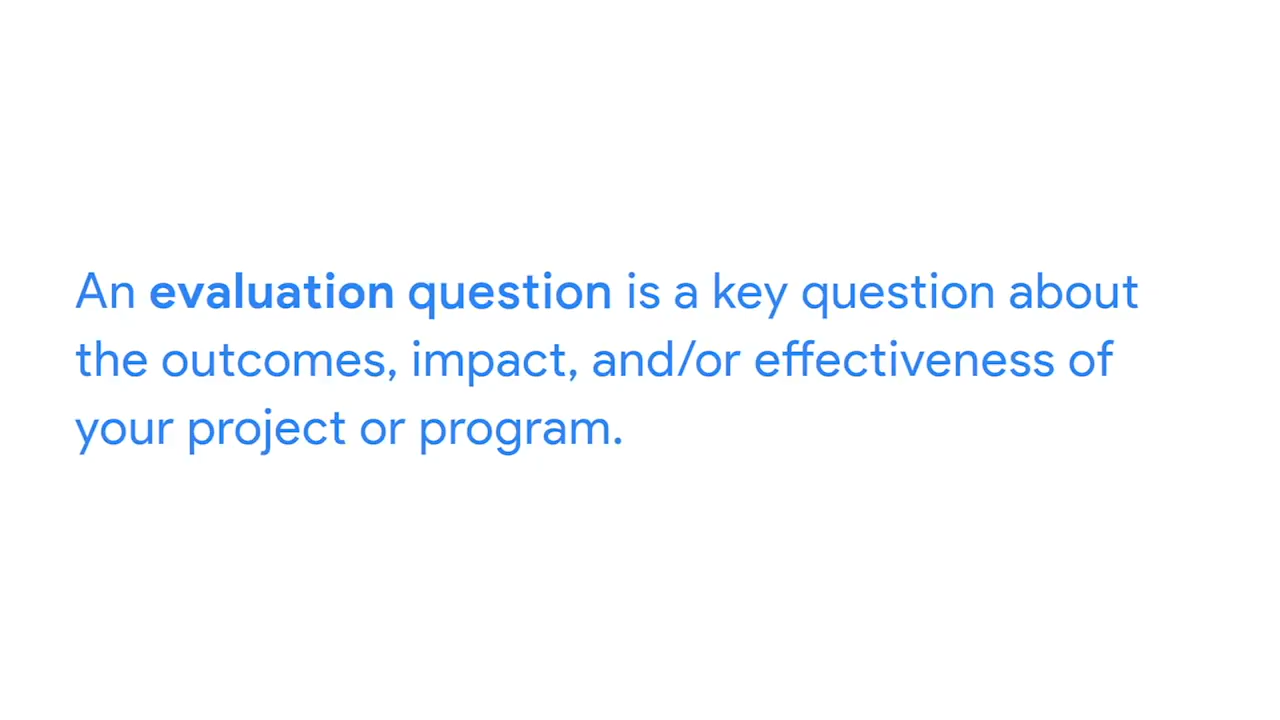 An evaluation question is a key question about
the outcomes, impact, and/or effectiveness of
your project or program.